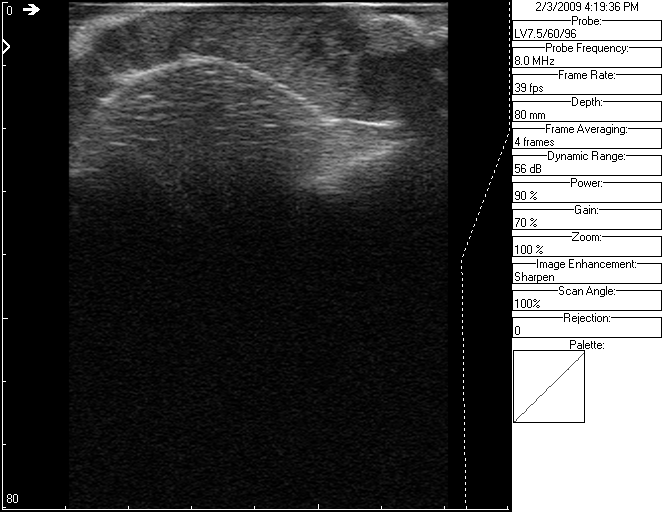 0
80
2/3/2009 4:19:36 PM
Probe:
LV7.5/60/96
Probe Frequency:
8.0 MHz
Frame Rate:
39 fps
Depth:
80 mm
Frame Averaging:
4 frames
Dynamic Range:
56 dB
Power:
90 %
Gain:
70 %
Zoom:
100 %
Image Enhancement:
Sharpen
Scan Angle:
100%
Rejection:
0
Palette: